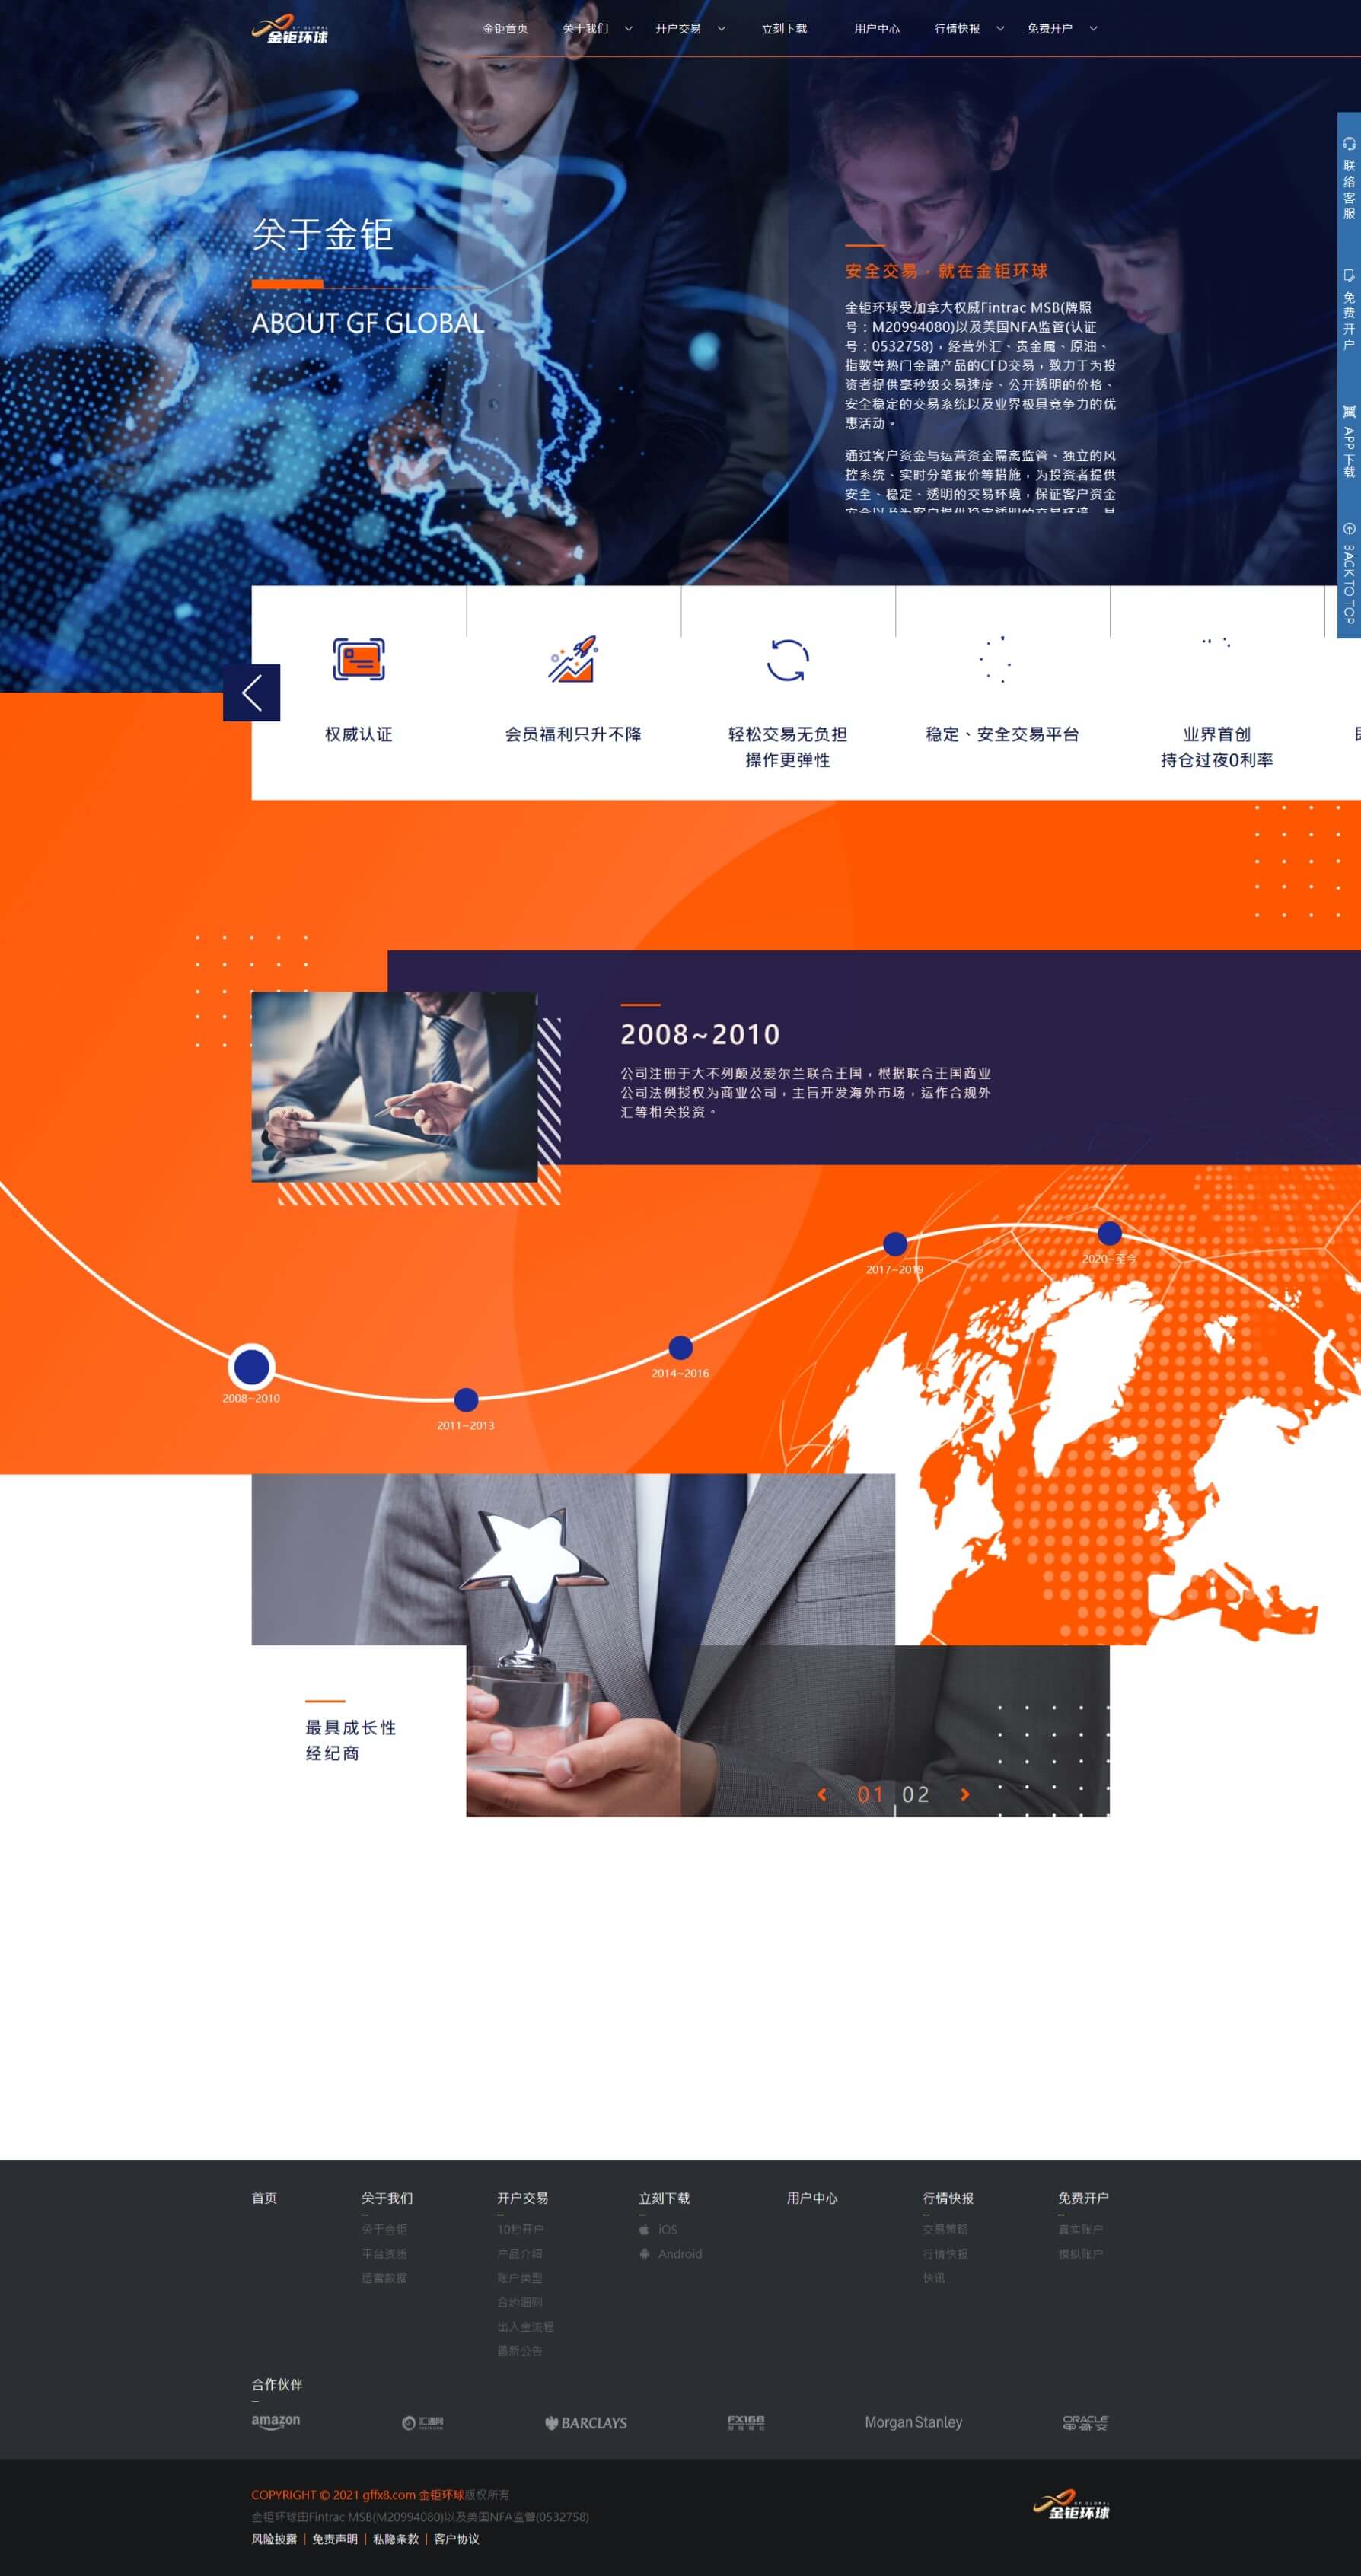 GF GLOBAL
金钜环球
金钜首页
关于我们
开户交易
立刻下载
用户中心
行情快报
免费开户
联络客服
免费开户
APP下载
BACK TO TOP
关于金钜
ABOUT GF GLOBAL
安全交易，就在金钜环球
金钜环球受加拿大权威Fintrac MSB(牌照
号：M20994080)以及美国NFA监管(认证
号：0532758)，经营外汇、贵金属、原油、
指数等热门金融产品的CFD交易，致力于为投
资者提供毫秒级交易速度、公开透明的价格、
安全稳定的交易系统以及业界极具竞争力的优
惠活动。
通过客户资金与运营资金隔离监管、独立的风
控系统、实时分笔报价等措施，为投资者提供
安全、稳定、透明的交易环境，保证客户资金
权威认证
会员福利只升不降
轻松交易无负担
操作更弹性
稳定、安全交易平台
业界首创
持仓过夜0利率
2008~2010
公司注册于大不列颠及爱尔兰联合王国，根据联合王国商业
公司法例授权为商业公司，主旨开发海外市场，运作合规外
汇等相关投资。
2017~2019
2020~至今
2014~2016
2008~2010
2011~2013
最具成长性
经纪商
01 02
首页
关于我们
关于金钜
平台资质
运营数据
开户交易
10秒开户
产品介绍
账户类型
合约细则
出入金流程
最新公告
立刻下载
iOS
Android
用户中心
行情快报
交易策略
行情快报
快讯
免费开户
真实账户
模拟账户
合作伙伴
amazon
汇通网
BARCLAYS
FX168
Morgan Stanley
ORACLE
甲骨文
COPYRIGHT © 2021 gffx8.com 金钜环球版权所有
金钜环球由Fintrac MSB(M20994080)以及美国NFA监管(0532758)
风险披露 | 免责声明 | 私隐条款 | 客户协议
GF GLOBAL
金钜环球